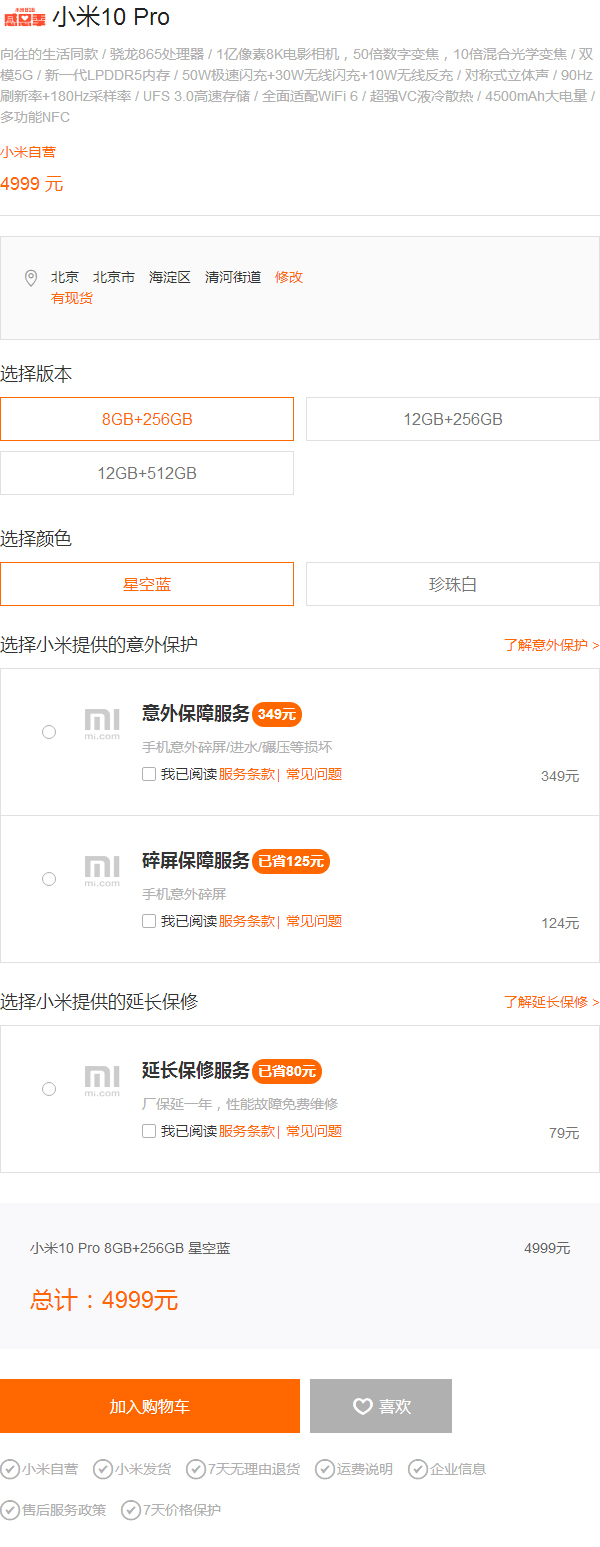 小米10 Pro
向往的生活同款 / 骁龙865处理器 / 1亿像素8K电影相机，50倍数字变焦，10倍混合光学变焦 / 双
模5G / 新一代LPDDR5内存 / 50W极速闪充+30W无线闪充+10W无线反充 / 对称式立体声 / 90Hz
刷新率+180Hz采样率 / UFS 3.0高速存储 / 全面适配WiFi 6 / 超强VC液冷散热 / 4500mAh大电量 /
多功能NFC
小米自营
4999 元
北京 北京市 海淀区 清河街道 修改
有现货
选择版本
8GB+256GB 12GB+256GB
12GB+512GB
选择颜色
星空蓝 珍珠白
选择小米提供的意外保护 了解意外保护 >
mi.com
意外保障服务 349元
手机意外碎屏/进水/碾压等损坏
我已阅读服务条款| 常见问题 349元
mi.com
碎屏保障服务 已省125元
手机意外碎屏
我已阅读服务条款| 常见问题 124元
选择小米提供的延长保修 了解延长保修 >
mi.com
延长保修服务 已省80元
厂保延一年，性能故障免费维修
我已阅读服务条款| 常见问题 79元
小米10 Pro 8GB+256GB 星空蓝 4999元
总计：4999元
加入购物车 喜欢
小米自营 小米发货 7天无理由退货 运费说明 企业信息
售后服务政策 7天价格保护